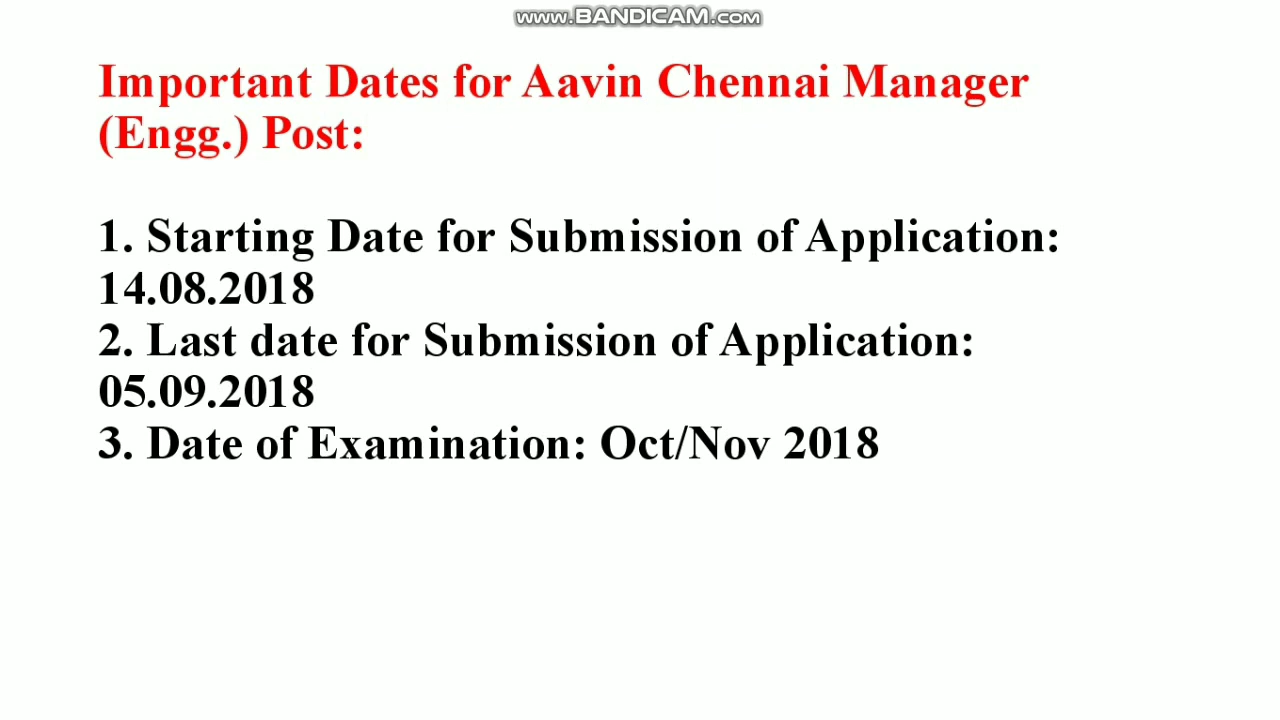 www.BANDICAM.com
Important Dates for Aavin Chennai Manager
(Engg.) Post:
1. Starting Date for Submission of Application:
14.08.2018
2. Last date for Submission of Application:
05.09.2018
3. Date of Examination: Oct/Nov 2018